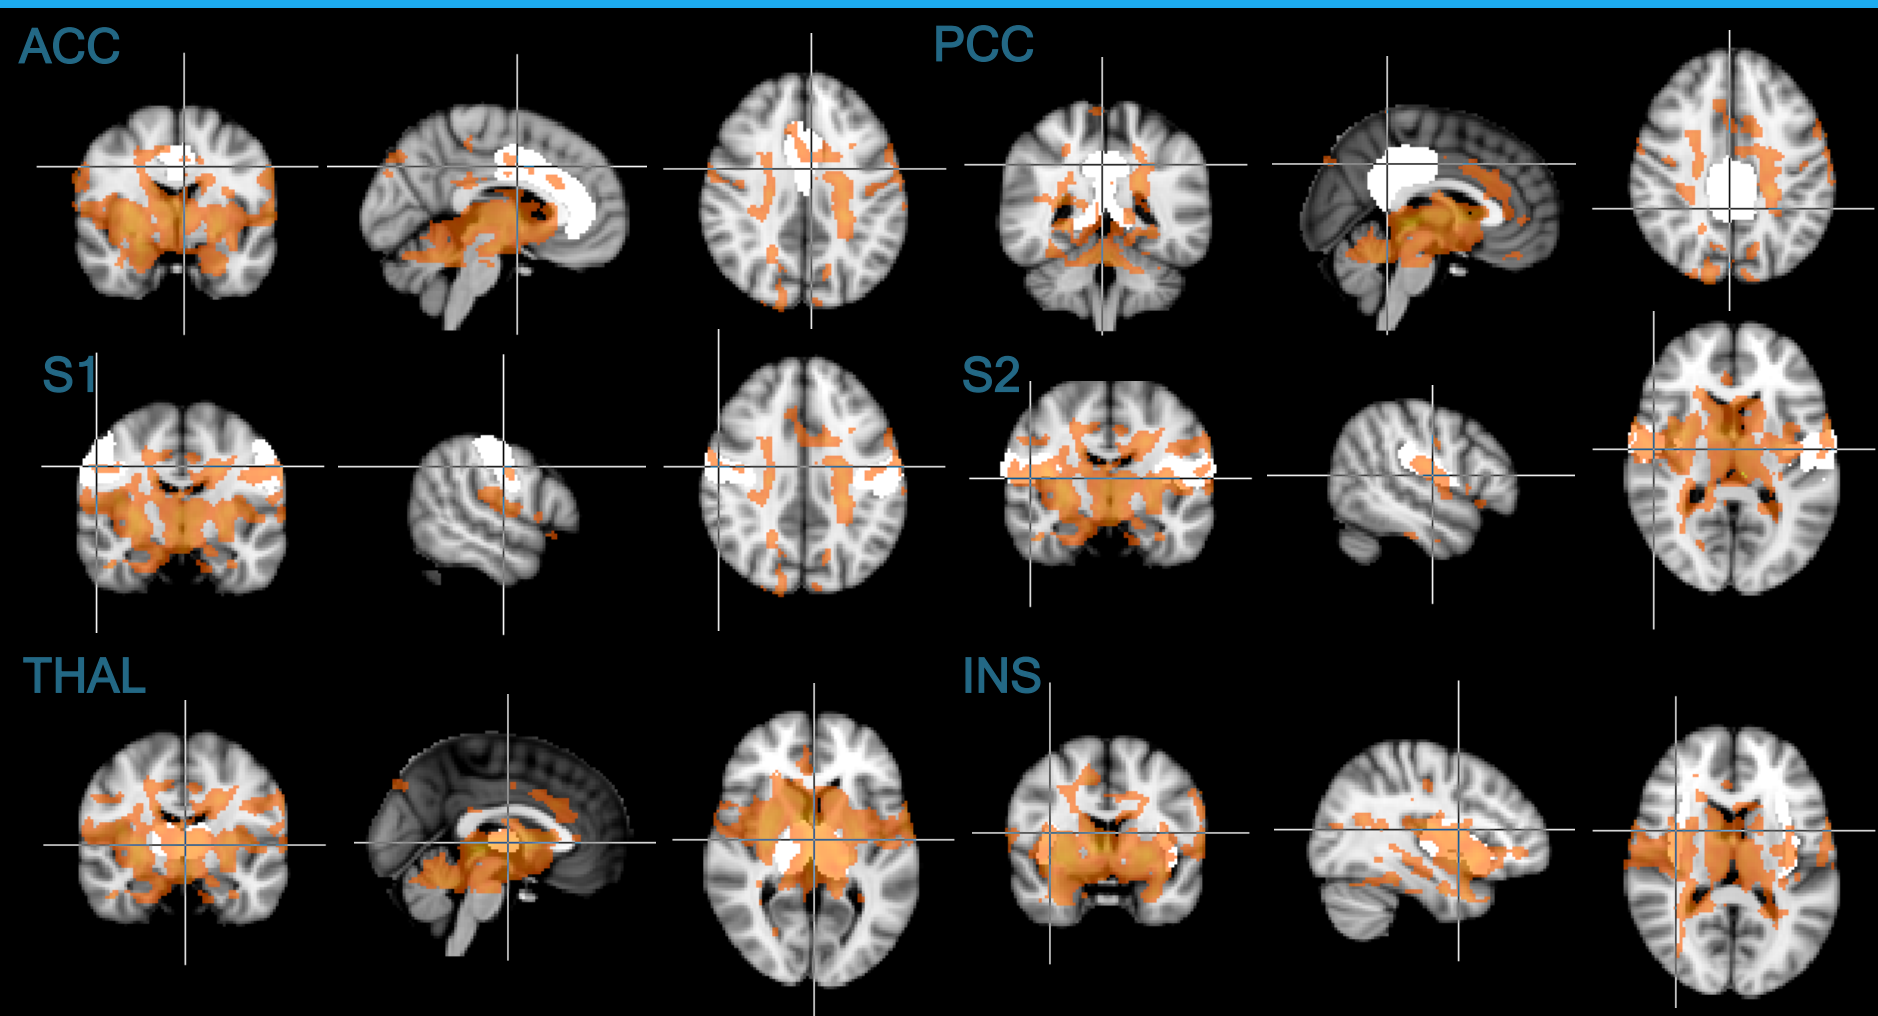 ACC
PCC
S1
S2
THAL
INS